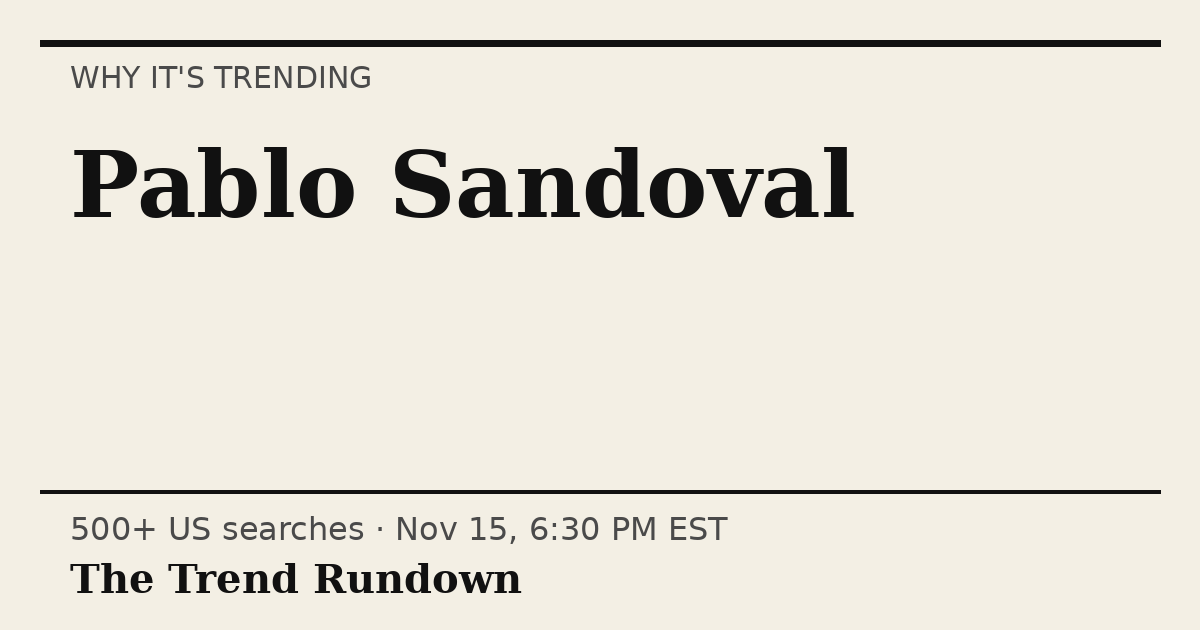 WHY IT'S TRENDING
Pablo Sandoval
500+ US searches · Nov 15, 6:30 PM EST
The Trend Rundown